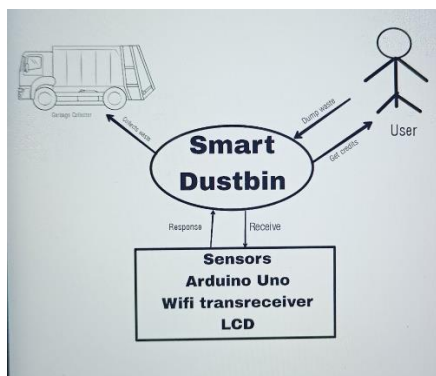 Garbage Collector
Collects waste
Dump waste
Get credits
User
Smart
Dustbin
Response
Receive
Sensors
Arduino Uno
Wifi transreceiver
LCD